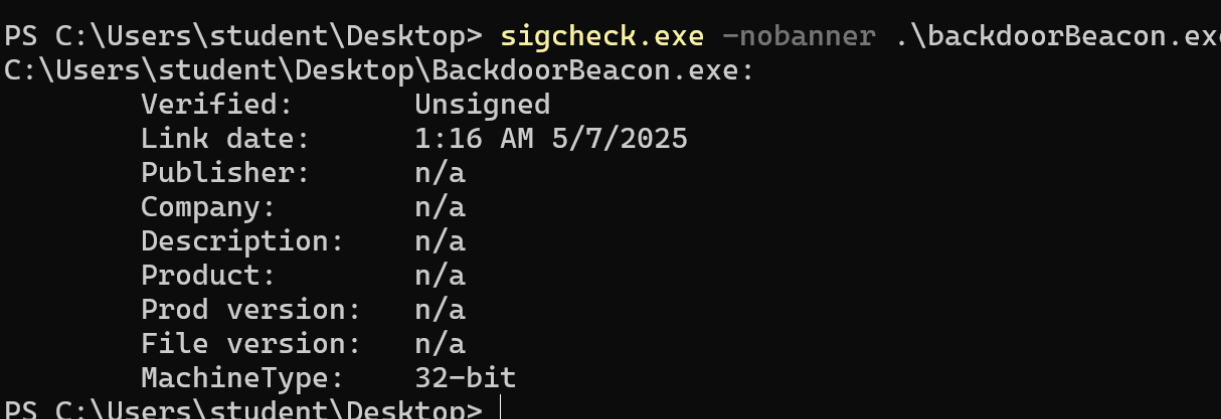 PS C:\Users\student\Desktop> sigcheck.exe -nobanner .\backdoorBeacon.exe
C:\Users\student\Desktop\BackdoorBeacon.exe:
Verified: Unsigned
Link date: 1:16 AM 5/7/2025
Publisher: n/a
Company: n/a
Description: n/a
Product: n/a
Prod version: n/a
File version: n/a
MachineType: 32-bit
PS C:\Users\student\Desktop>